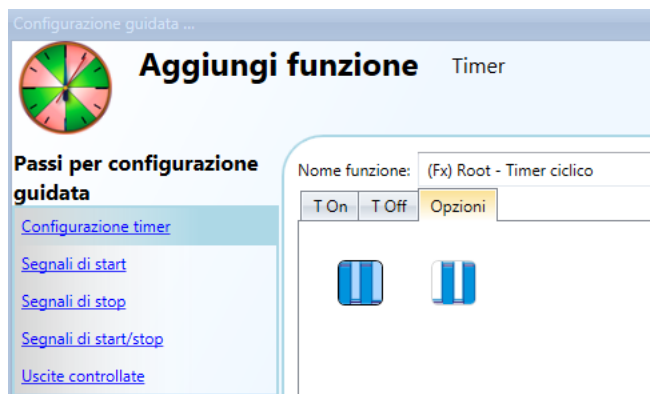 Configurazione guidata ...
Aggiungi funzione Timer
Passi per configurazione
guidata
Configurazione timer
Segnali di start
Segnali di stop
Segnali di start/stop
Uscite controllate
Nome funzione: (Fx) Root - Timer ciclico
T On T Off Opzioni